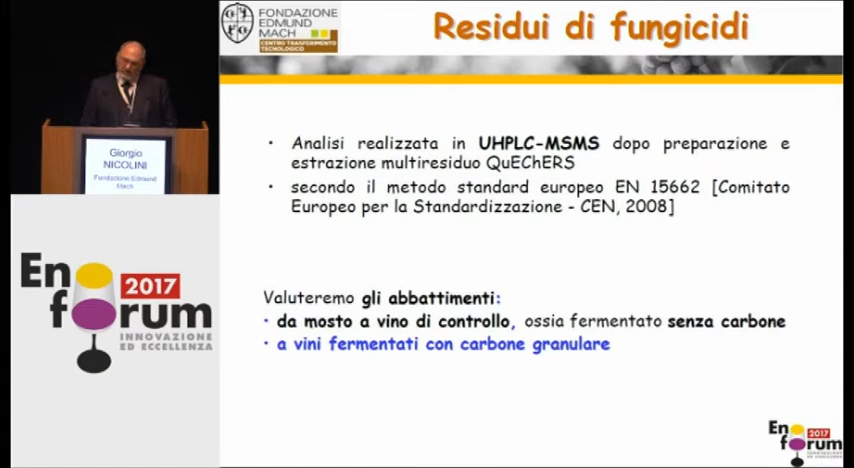 FONDAZIONE
EDMUND
MACH
CENTRO TRASFERIMENTO
TECNOLOGICO
Residui di fungicidi
Giorgio
NICOLINI
Fondazione Edmund
Mach
• Analisi realizzata in UHPLC-MSMS dopo preparazione e
estrazione multiresiduo QuEChERS
• secondo il metodo standard europeo EN 15662 [Comitato
Europeo per la Standardizzazione - CEN, 2008]
Valuteremo gli abbattimenti:
• da mosto a vino di controllo, ossia fermentato senza carbone
• a vini fermentati con carbone granulare
En
2017
forum
INNOVAZIONE
ED ECCELLENZA
En
2017
forum
INNOVAZIONE
ED ECCELLENZA